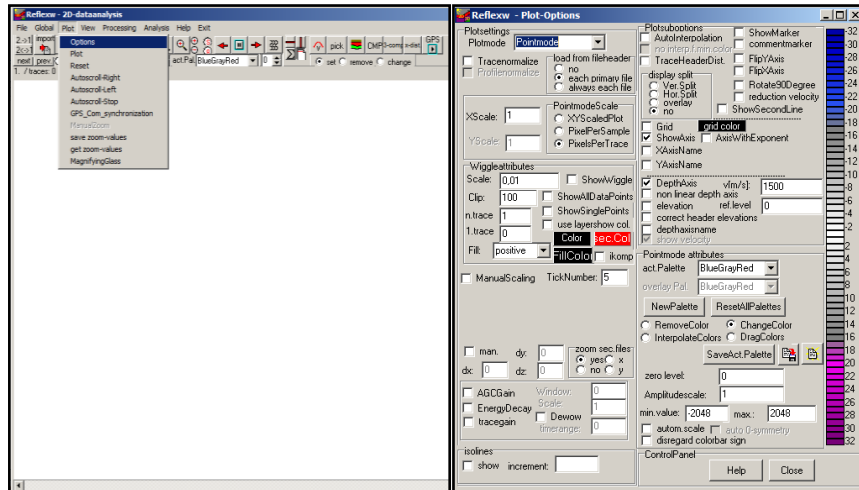 Reflexw - 2D-dataanalysis
File Global Plot View Processing Analysis Help Exit
2->1 import
2<->1
pick CMP 3-comp x-dist GPS
next prev. act.Pal. BlueGrayRed 0 set remove change
1. / traces: 0
Options
Plot
Reset
Autoscroll-Right
Autoscroll-Left
Autoscroll-Stop
GPS_Com_synchronization
ManualZoom
save zoom-values
get zoom-values
MagnifyingGlass
Reflexw - Plot-Options
Plotsettings
Plotmode Pointmode
Tracenormalize
Profilenormalize
load from fileheader
no
each primary file
always each file
XScale: 1
YScale: 1
PointmodeScale
XYScaledPlot
PixelPerSample
PixelsPerTrace
Wiggleattributes
Scale: 0,01 ShowWiggle
Clip: 100 ShowAllDataPoints
n.trace 1 ShowSinglePoints
use layershow col.
1.trace 0 Color sec.Col
Fill: positive FillColor ikomp
ManualScaling TickNumber: 5
man. dy: 0
dx: 0 dz: 0
zoom sec.files
yes x
no y
AGCGain Window: 0
EnergyDecay Scale: 1
tracegain Dewow
timerange: 0
isolines
show increment:
Plotsuboptions
AutoInterpolation ShowMarker
no interp.f.min.color commentmarker
TraceHeaderDist. FlipYAxis
FlipXAxis
display split
Ver.Split Rotate90Degree
Hor.Split reduction velocity
overlay ShowSecondLine
no
Grid grid color
ShowAxis AxisWithExponent
XAxisName
YAxisName
DepthAxis v[m/s]: 1500
non linear depth axis
elevation ref.level 0
correct header elevations
depthaxisname
show velocity
Pointmode attributes
act.Palette BlueGrayRed
overlay Pal. BlueGrayRed
NewPalette ResetAllPalettes
RemoveColor ChangeColor
InterpolateColors DragColors
SaveAct.Palette
zero level: 0
Amplitudescale: 1
min.value: -2048 max.: 2048
autom.scale auto 0-symmetry
disregard colorbar sign
ControlPanel
Help Close
-32
-30
-28
-26
-24
-22
-20
-18
-16
-14
-12
-10
-8
-6
-4
-2
2
4
6
8
10
12
14
16
18
20
22
24
26
28
30
32